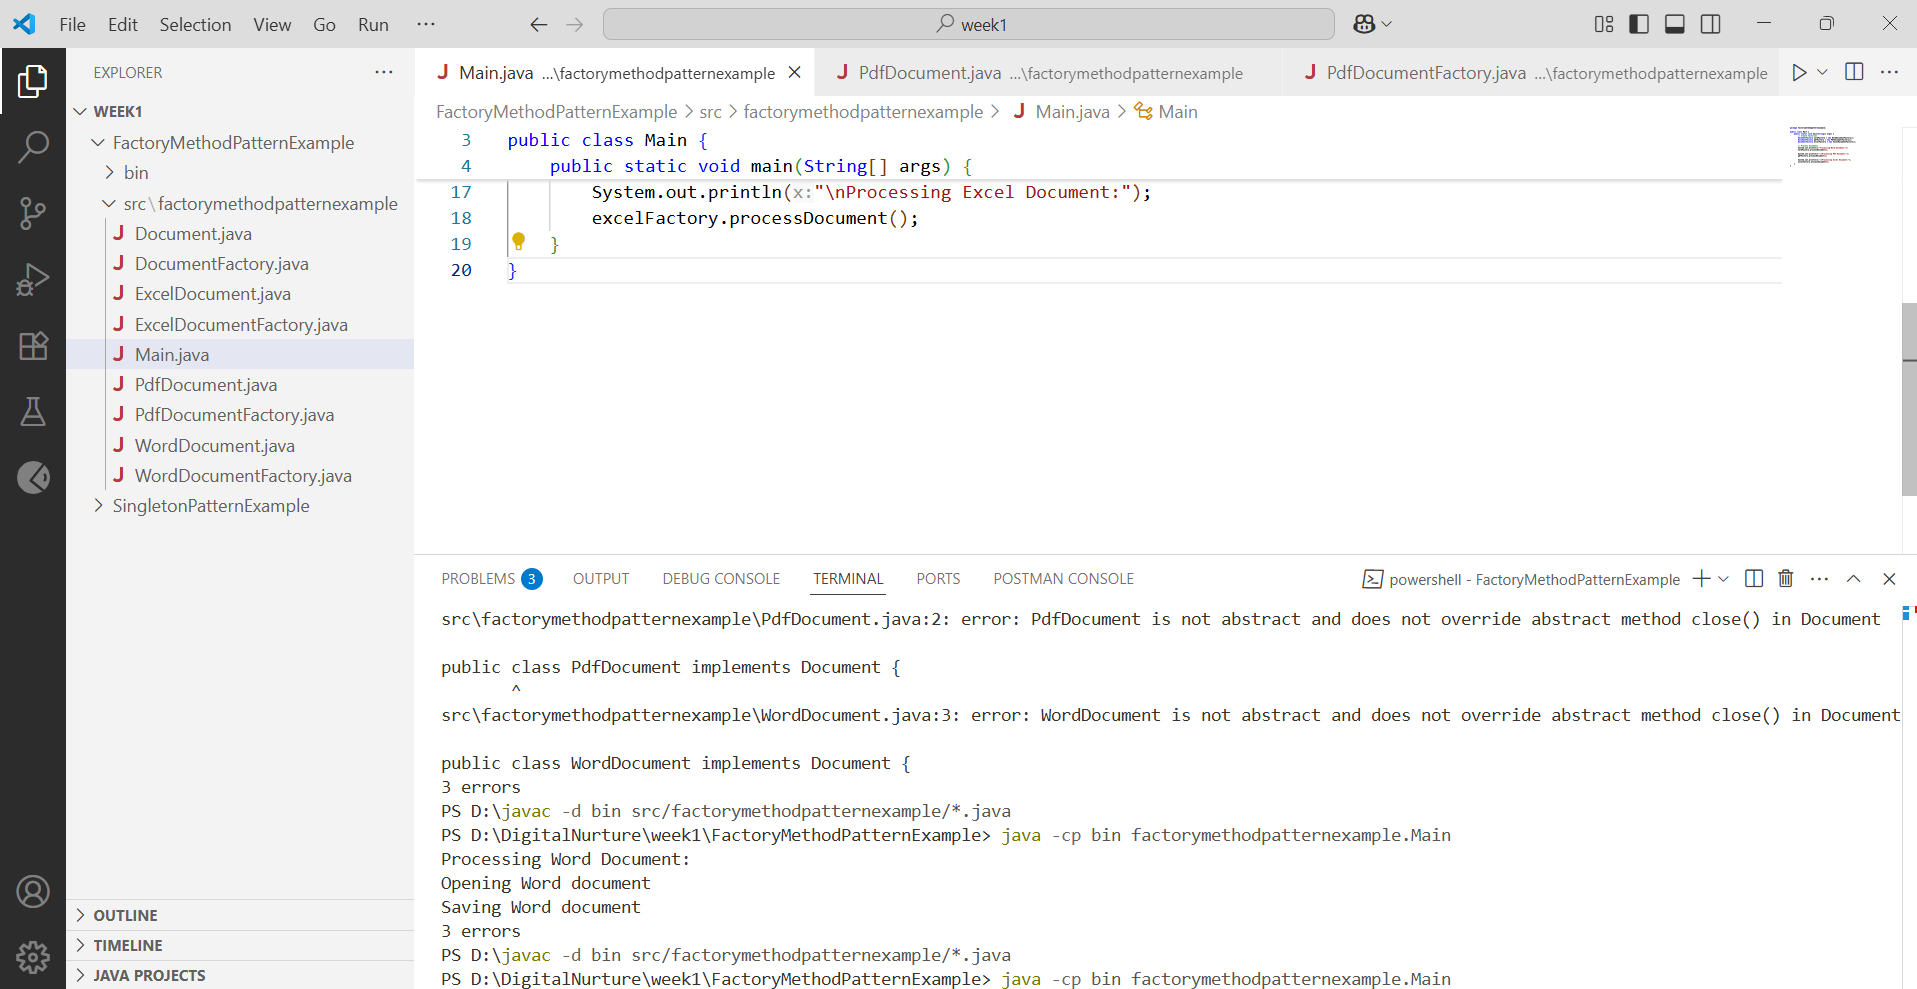 File Edit Selection View Go Run ··· week1
EXPLORER ···
WEEK1
FactoryMethodPatternExample
bin
src\factorymethodpatternexample
J Document.java
J DocumentFactory.java
J ExcelDocument.java
J ExcelDocumentFactory.java
J Main.java
J PdfDocument.java
J PdfDocumentFactory.java
J WordDocument.java
J WordDocumentFactory.java
SingletonPatternExample
OUTLINE
TIMELINE
JAVA PROJECTS
J Main.java ...\factorymethodpatternexample J PdfDocument.java ...\factorymethodpatternexample J PdfDocumentFactory.java ...\factorymethodpatternexample
FactoryMethodPatternExample > src > factorymethodpatternexample > J Main.java > Main
3 public class Main {
4 public static void main(String[] args) {
17 System.out.println(x:"\nProcessing Excel Document:");
18 excelFactory.processDocument();
19 }
20 }
PROBLEMS 3 OUTPUT DEBUG CONSOLE TERMINAL PORTS POSTMAN CONSOLE powershell - FactoryMethodPatternExample
src\factorymethodpatternexample\PdfDocument.java:2: error: PdfDocument is not abstract and does not override abstract method close() in Document
public class PdfDocument implements Document {
^
src\factorymethodpatternexample\WordDocument.java:3: error: WordDocument is not abstract and does not override abstract method close() in Document
public class WordDocument implements Document {
3 errors
PS D:\javac -d bin src/factorymethodpatternexample/*.java
PS D:\DigitalNurture\week1\FactoryMethodPatternExample> java -cp bin factorymethodpatternexample.Main
Processing Word Document:
Opening Word document
Saving Word document
3 errors
PS D:\javac -d bin src/factorymethodpatternexample/*.java
PS D:\DigitalNurture\week1\FactoryMethodPatternExample> java -cp bin factorymethodpatternexample.Main